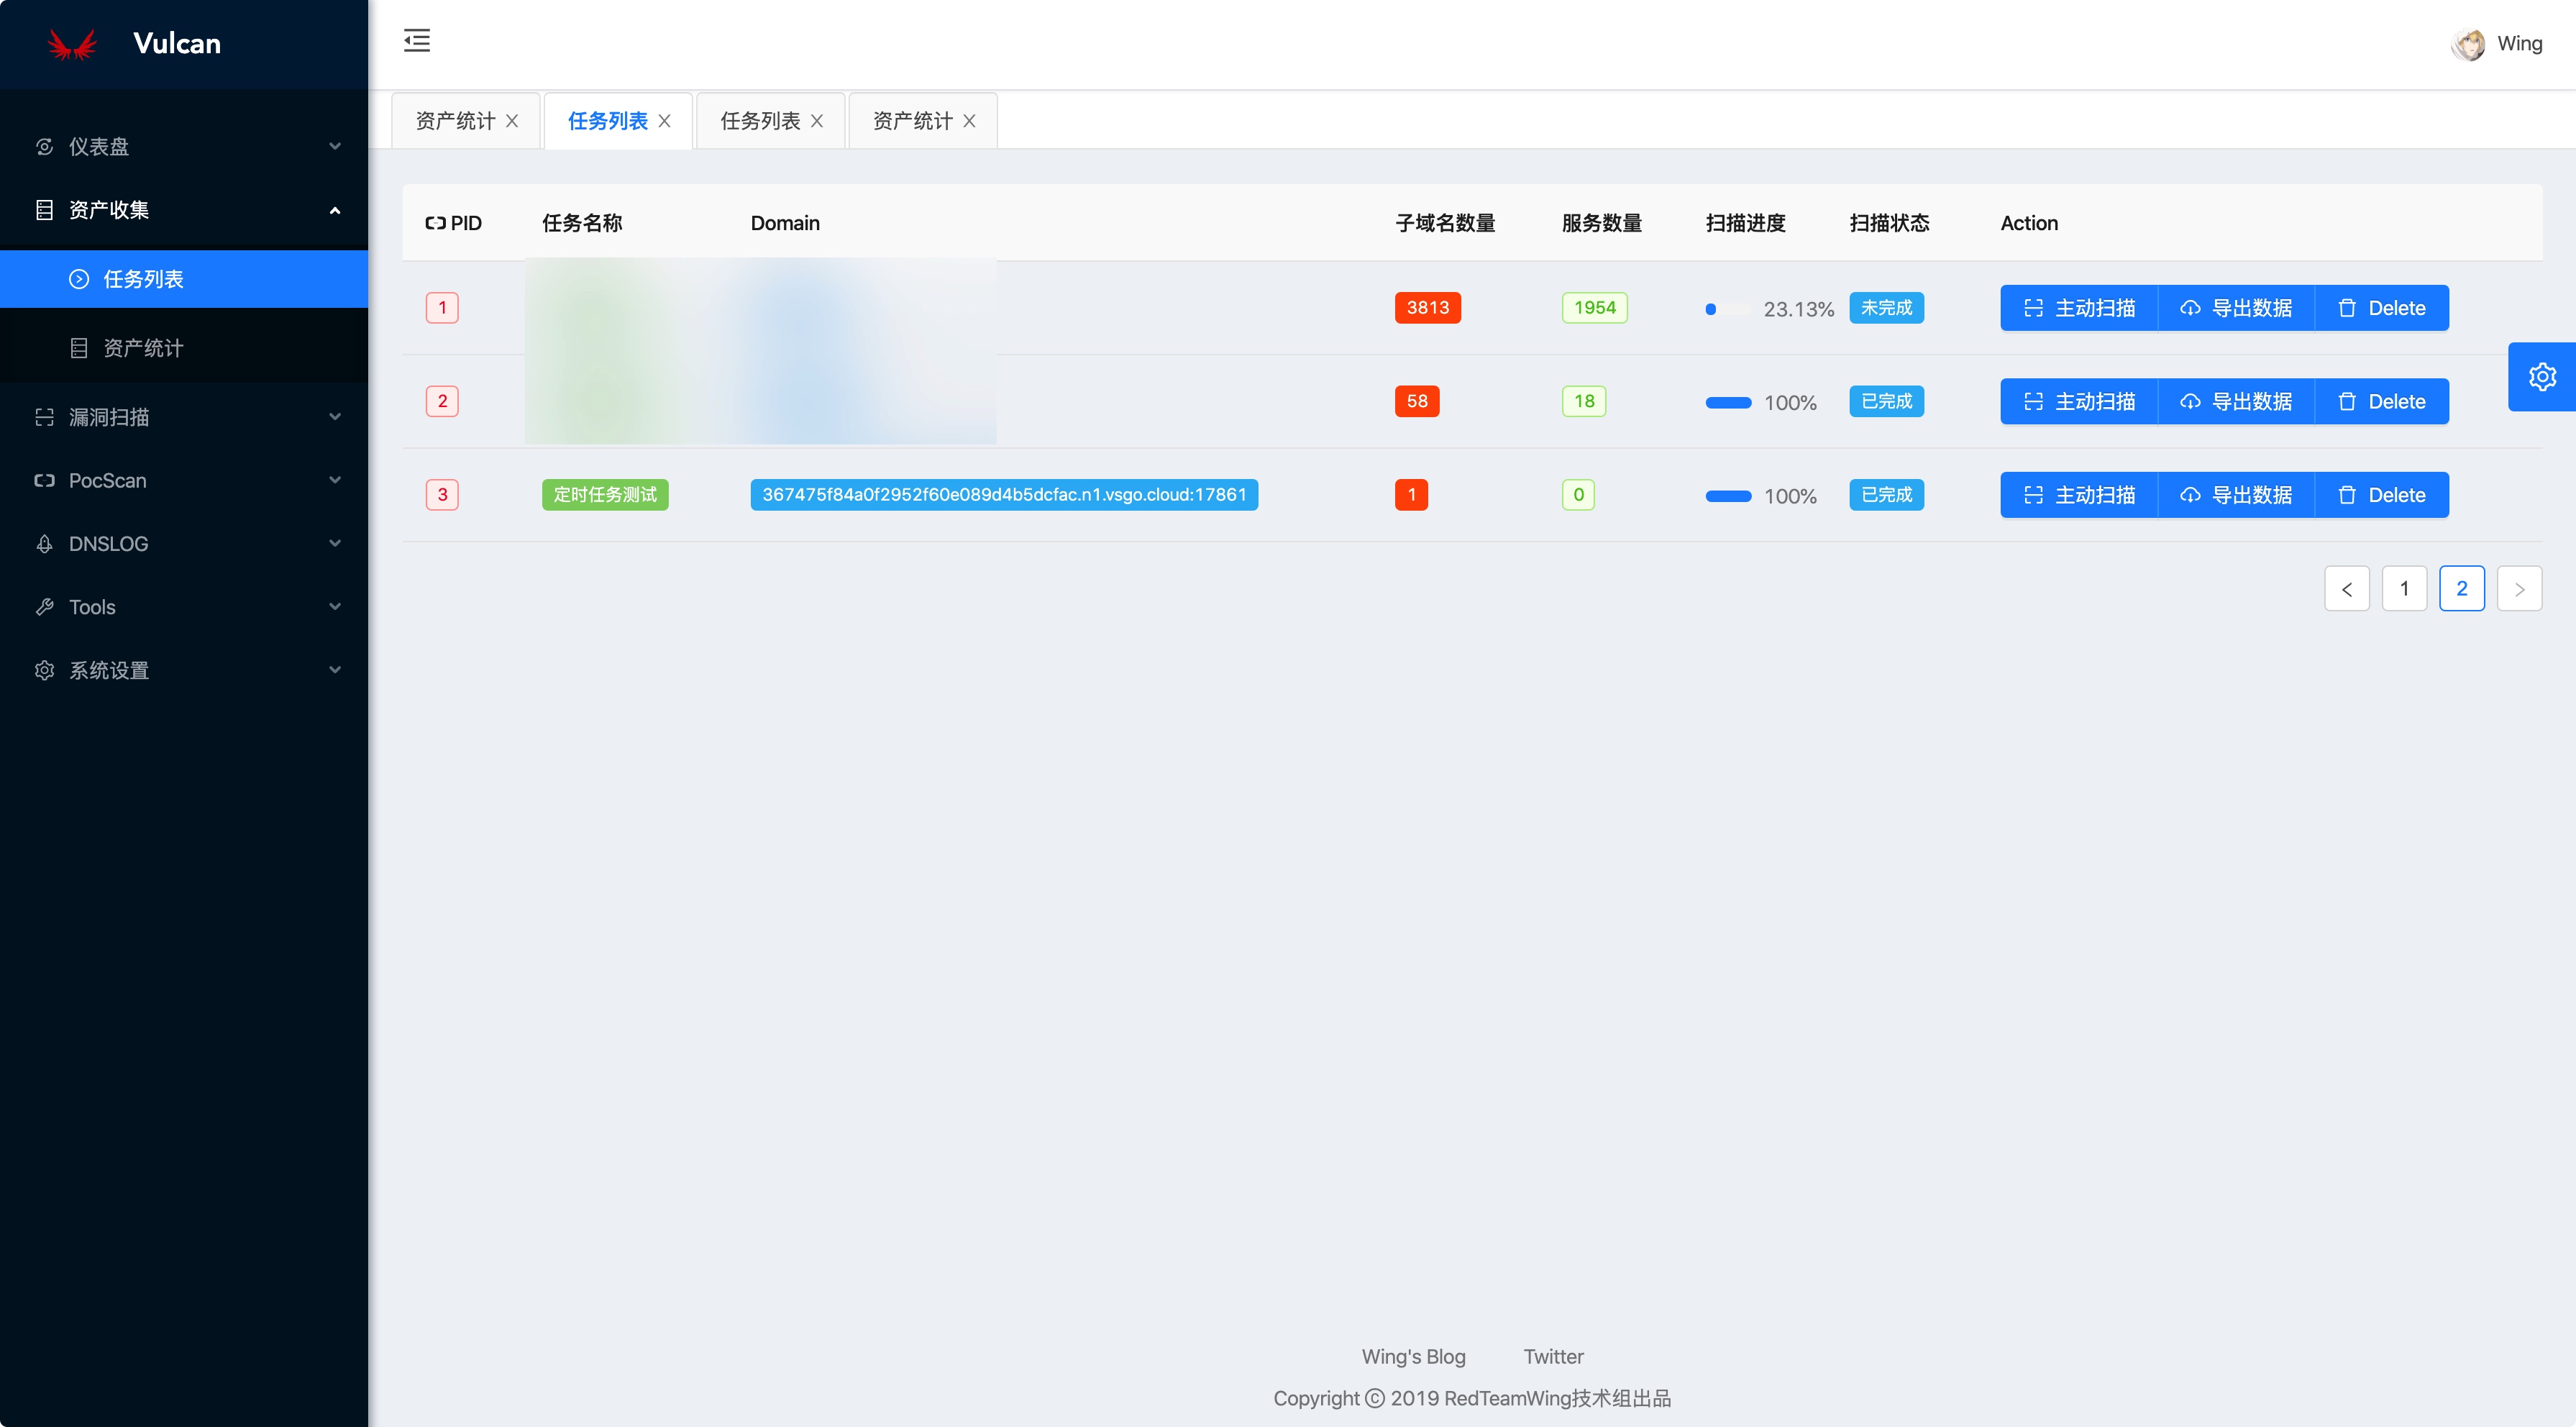 Vulcan
Wing
仪表盘
资产收集
任务列表
资产统计
漏洞扫描
PocScan
DNSLOG
Tools
系统设置
资产统计 任务列表 任务列表 资产统计
PID 任务名称 Domain 子域名数量 服务数量 扫描进度 扫描状态 Action
1 3813 1954 23.13% 未完成 主动扫描 导出数据 Delete
2 58 18 100% 已完成 主动扫描 导出数据 Delete
3 定时任务测试 367475f84a0f2952f60e089d4b5dcfac.n1.vsgo.cloud:17861 1 0 100% 已完成 主动扫描 导出数据 Delete
< 1 2 >
Wing's Blog Twitter
Copyright © 2019 RedTeamWing技术组出品